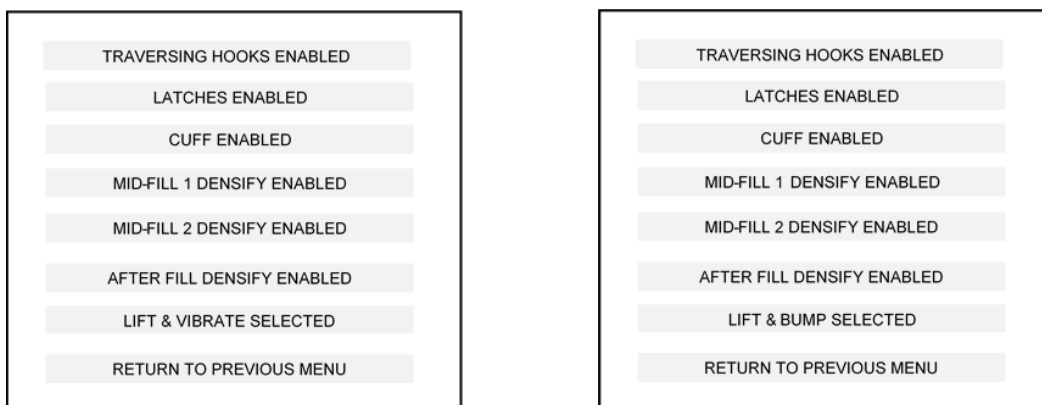 TRAVERSING HOOKS ENABLED
LATCHES ENABLED
CUFF ENABLED
MID-FILL 1 DENSIFY ENABLED
MID-FILL 2 DENSIFY ENABLED
AFTER FILL DENSIFY ENABLED
LIFT & VIBRATE SELECTED
RETURN TO PREVIOUS MENU
TRAVERSING HOOKS ENABLED
LATCHES ENABLED
CUFF ENABLED
MID-FILL 1 DENSIFY ENABLED
MID-FILL 2 DENSIFY ENABLED
AFTER FILL DENSIFY ENABLED
LIFT & BUMP SELECTED
RETURN TO PREVIOUS MENU